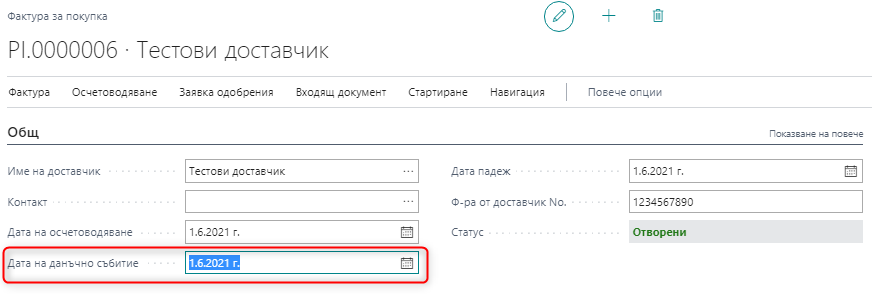 Фактура за покупка
PI.0000006 · Тестови доставчик
Фактура Осчетоводяване Заявка одобрения Входящ документ Стартиране Навигация Повече опции
Общ Показване на повече
Име на доставчик Тестови доставчик Дата падеж 1.6.2021 г.
Контакт Ф-ра от доставчик No. 1234567890
Дата на осчетоводяване 1.6.2021 г. Статус Отворени
Дата на данъчно събитие 1.6.2021 г.